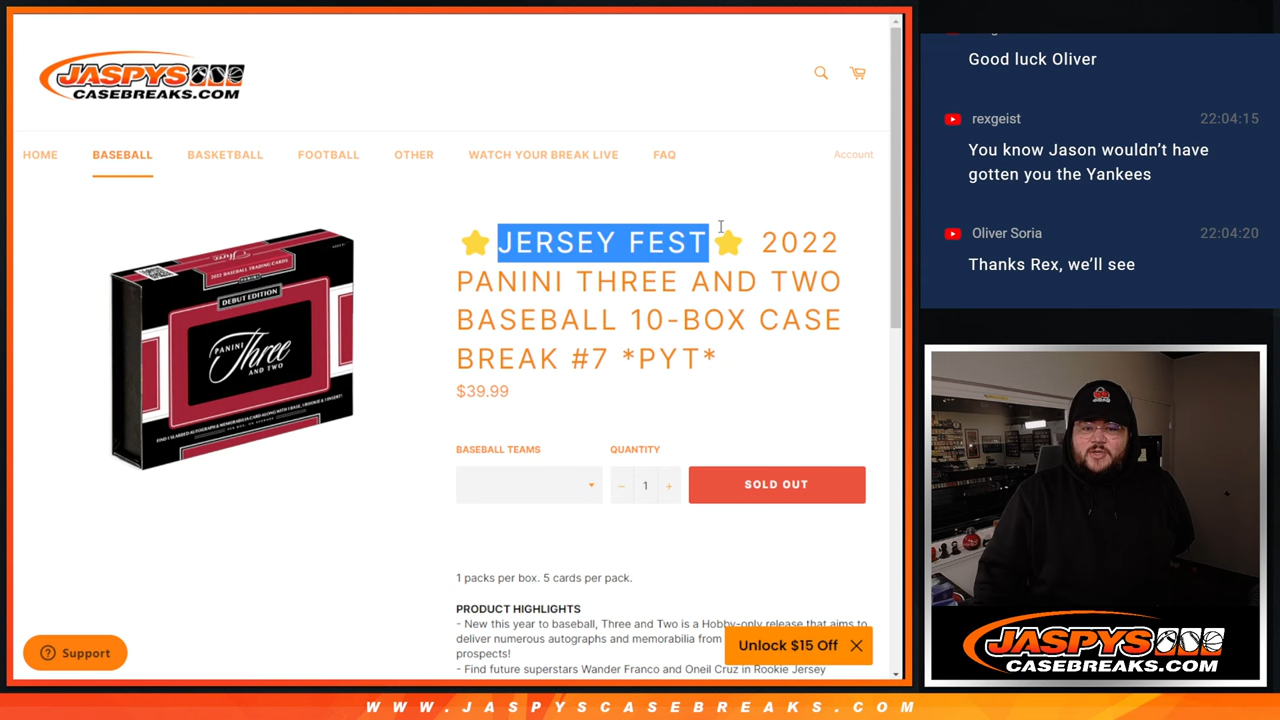 JASPYS
CASEBREAKS.COM
HOME
BASEBALL
BASKETBALL
FOOTBALL
OTHER
WATCH YOUR BREAK LIVE
FAQ
Account
⭐JERSEY FEST⭐ 2022
PANINI THREE AND TWO
BASEBALL 10-BOX CASE
BREAK #7 *PYT*
$39.99
BASEBALL TEAMS
QUANTITY
− 1 +
SOLD OUT
2022 BASEBALL TRADING CARDS
PANINI
DEBUT EDITION
PANINI
Three
AND TWO
1 packs per box. 5 cards per pack.
PRODUCT HIGHLIGHTS
- New this year to baseball, Three and Two is a Hobby-only release that aims to
deliver numerous autographs and memorabilia from
prospects!
- Find future superstars Wander Franco and Oneil Cruz in Rookie Jersey
Support
Unlock $15 Off
Good luck Oliver
rexgeist
22:04:15
You know Jason wouldn’t have
gotten you the Yankees
Oliver Soria
22:04:20
Thanks Rex, we’ll see
JASPYS
CASEBREAKS.COM
WWW.JASPYSCASEBREAKS.COM